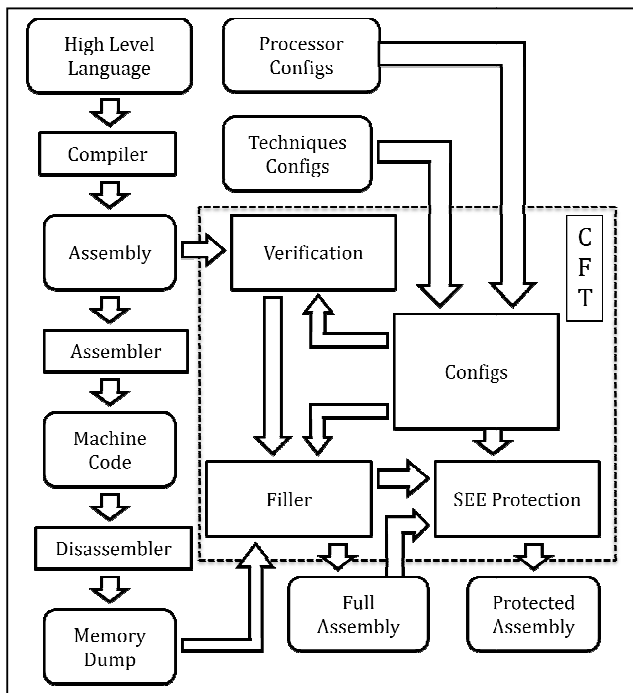 High Level
Language
Processor
Configs
Compiler
Techniques
Configs
Assembly
Verification
C
F
T
Assembler
Configs
Machine
Code
Filler
SEE Protection
Disassembler
Memory
Dump
Full
Assembly
Protected
Assembly